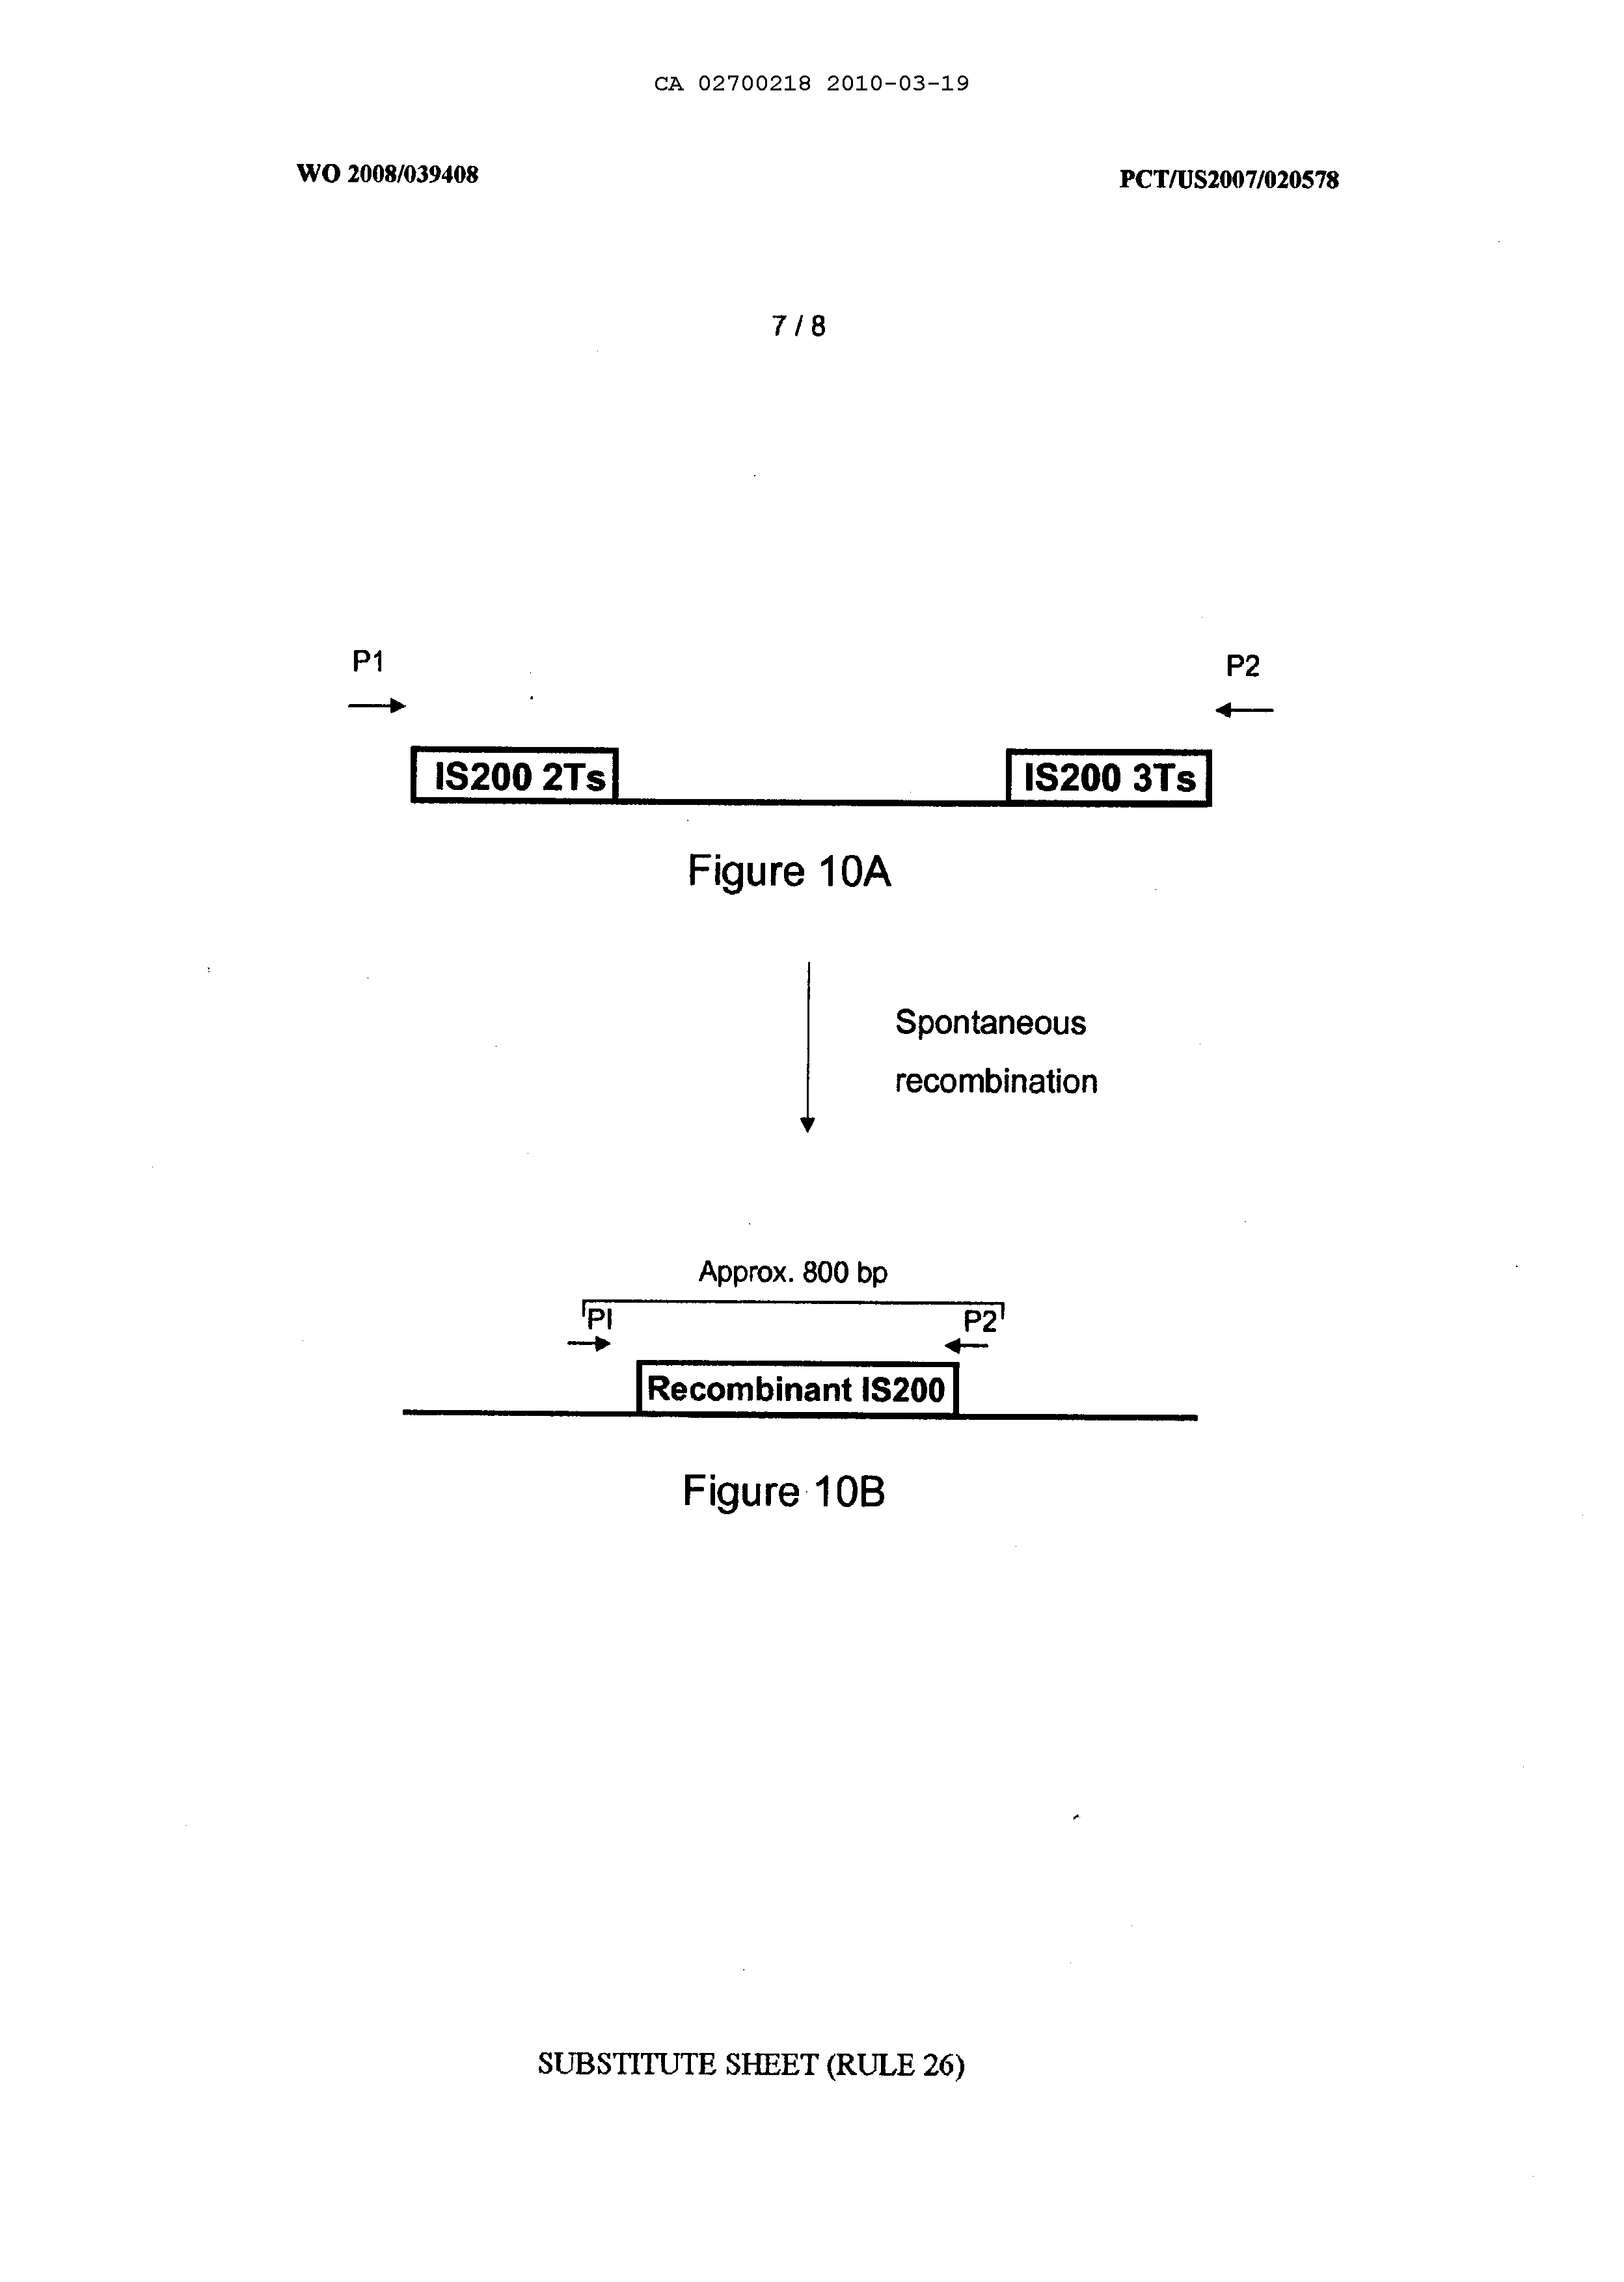 CA 02700218 2010-03-19
WO 2008/039408
PCT/US2007/020578
7 / 8
P1
P2
IS200 2Ts
IS200 3Ts
Figure 10A
Spontaneous
recombination
Approx. 800 bp
PI
P2
Recombinant IS200
Figure 10B
SUBSTITUTE SHEET (RULE 26)